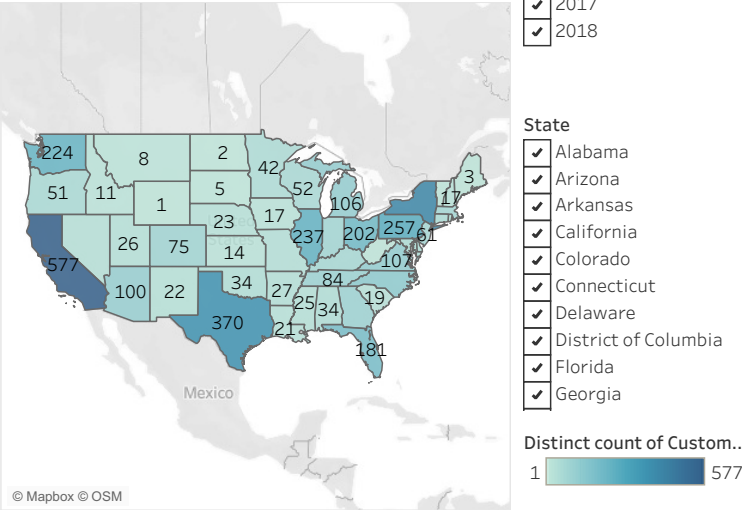 2017
2018
State
Alabama
Arizona
Arkansas
California
Colorado
Connecticut
Delaware
District of Columbia
Florida
Georgia
Distinct count of Custom..
1
577
224
8
2
42
3
51
11
5
52
106
17
1
23
17
237
202
257
61
577
26
75
14
107
100
22
34
27
84
25
34
19
370
21
181
United
States
Mexico
© Mapbox © OSM